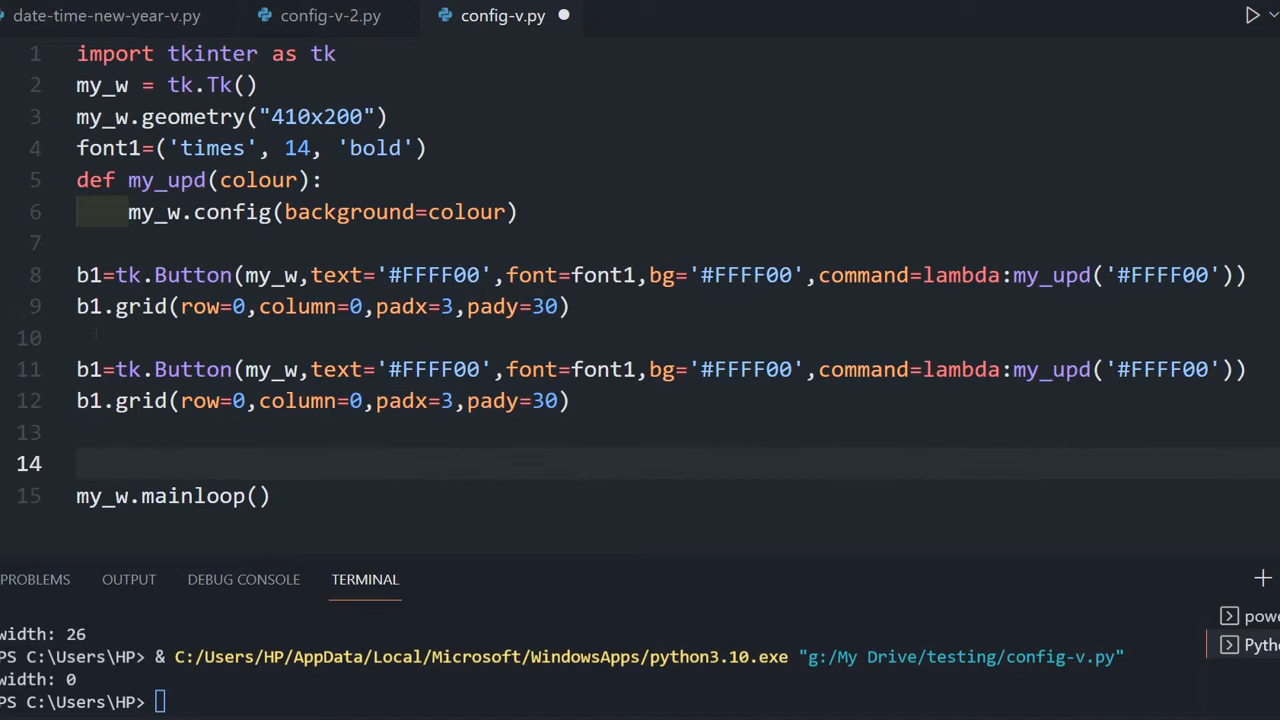 date-time-new-year-v.py config-v-2.py config-v.py
1 import tkinter as tk
2 my_w = tk.Tk()
3 my_w.geometry("410x200")
4 font1=('times', 14, 'bold')
5 def my_upd(colour):
6 my_w.config(background=colour)
7
8 b1=tk.Button(my_w,text='#FFFF00',font=font1,bg='#FFFF00',command=lambda:my_upd('#FFFF00'))
9 b1.grid(row=0,column=0,padx=3,pady=30)
10
11 b1=tk.Button(my_w,text='#FFFF00',font=font1,bg='#FFFF00',command=lambda:my_upd('#FFFF00'))
12 b1.grid(row=0,column=0,padx=3,pady=30)
13
14
15 my_w.mainloop()
PROBLEMS OUTPUT DEBUG CONSOLE TERMINAL
width: 26 powe
PS C:\Users\HP> & C:/Users/HP/AppData/Local/Microsoft/WindowsApps/python3.10.exe "g:/My Drive/testing/config-v.py" Pytho
width: 0
PS C:\Users\HP>